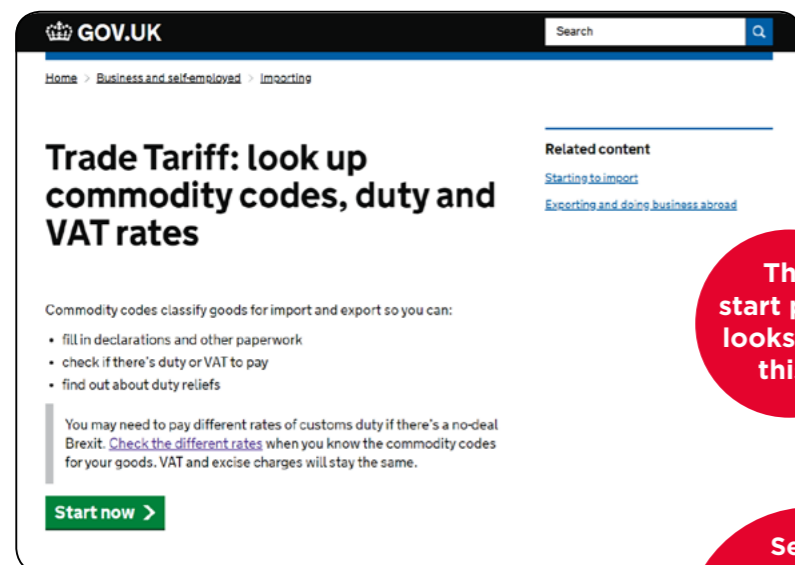 GOV.UK
Search
Home > Business and self-employed > Importing
Trade Tariff: look up
commodity codes, duty and
VAT rates
Related content
Starting to import
Exporting and doing business abroad
Commodity codes classify goods for import and export so you can:
• fill in declarations and other paperwork
• check if there's duty or VAT to pay
• find out about duty reliefs
You may need to pay different rates of customs duty if there's a no-deal
Brexit. Check the different rates when you know the commodity codes
for your goods. VAT and excise charges will stay the same.
Start now >
start
looks